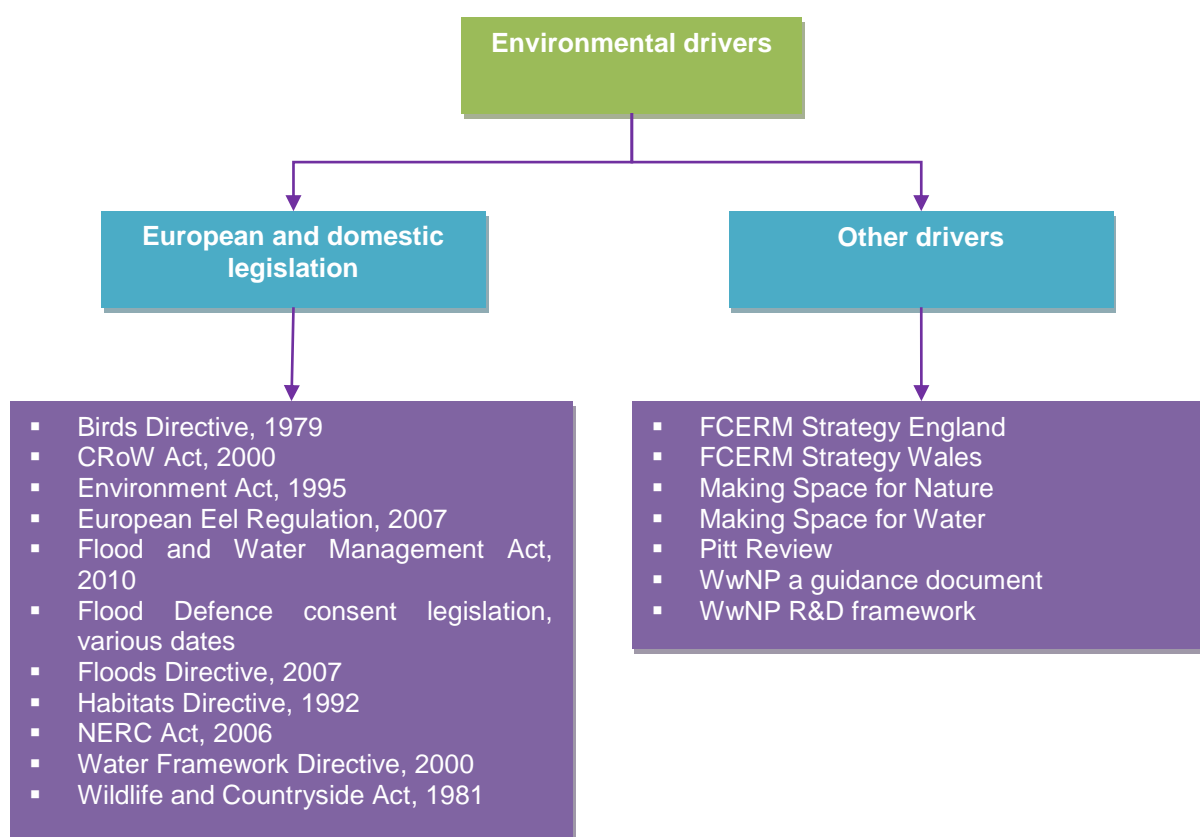 Environmental drivers
European and domestic
legislation
Other drivers
▪ Birds Directive, 1979
▪ CRoW Act, 2000
▪ Environment Act, 1995
▪ European Eel Regulation, 2007
▪ Flood and Water Management Act,
2010
▪ Flood Defence consent legislation,
various dates
▪ Floods Directive, 2007
▪ Habitats Directive, 1992
▪ NERC Act, 2006
▪ Water Framework Directive, 2000
▪ Wildlife and Countryside Act, 1981
▪ FCERM Strategy England
▪ FCERM Strategy Wales
▪ Making Space for Nature
▪ Making Space for Water
▪ Pitt Review
▪ WwNP a guidance document
▪ WwNP R&D framework